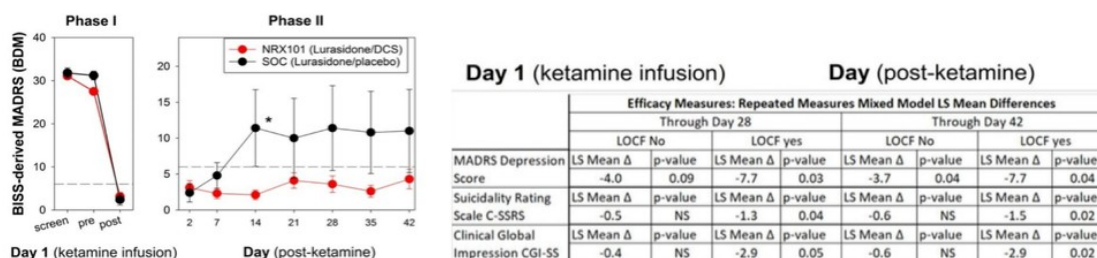 Phase I
Phase II
BISS-derived MADRS (BDM)
40
30
20
10
0
screen
pre
post
20
15
10
5
0
NRX101 (Lurasidone/DCS)
SOC (Lurasidone/placebo)
*
2 7 14 21 28 35 42
Day 1 (ketamine infusion)
Day (post-ketamine)
Day 1 (ketamine infusion) Day (post-ketamine)
Efficacy Measures: Repeated Measures Mixed Model LS Mean Differences
Through Day 28 Through Day 42
LOCF No LOCF yes LOCF No LOCF yes
MADRS Depression LS Mean Δ p-value LS Mean Δ p-value LS Mean Δ p-value LS Mean Δ p-value
Score -4.0 0.09 -7.7 0.03 -3.7 0.04 -7.7 0.04
Suicidality Rating LS Mean Δ p-value LS Mean Δ p-value LS Mean Δ p-value LS Mean Δ p-value
Scale C-SSRS -0.5 NS -1.3 0.04 -0.6 NS -1.5 0.02
Clinical Global LS Mean Δ p-value LS Mean Δ p-value LS Mean Δ p-value LS Mean Δ p-value
Impression CGI-SS -0.4 NS -2.9 0.05 -0.6 NS -2.9 0.02